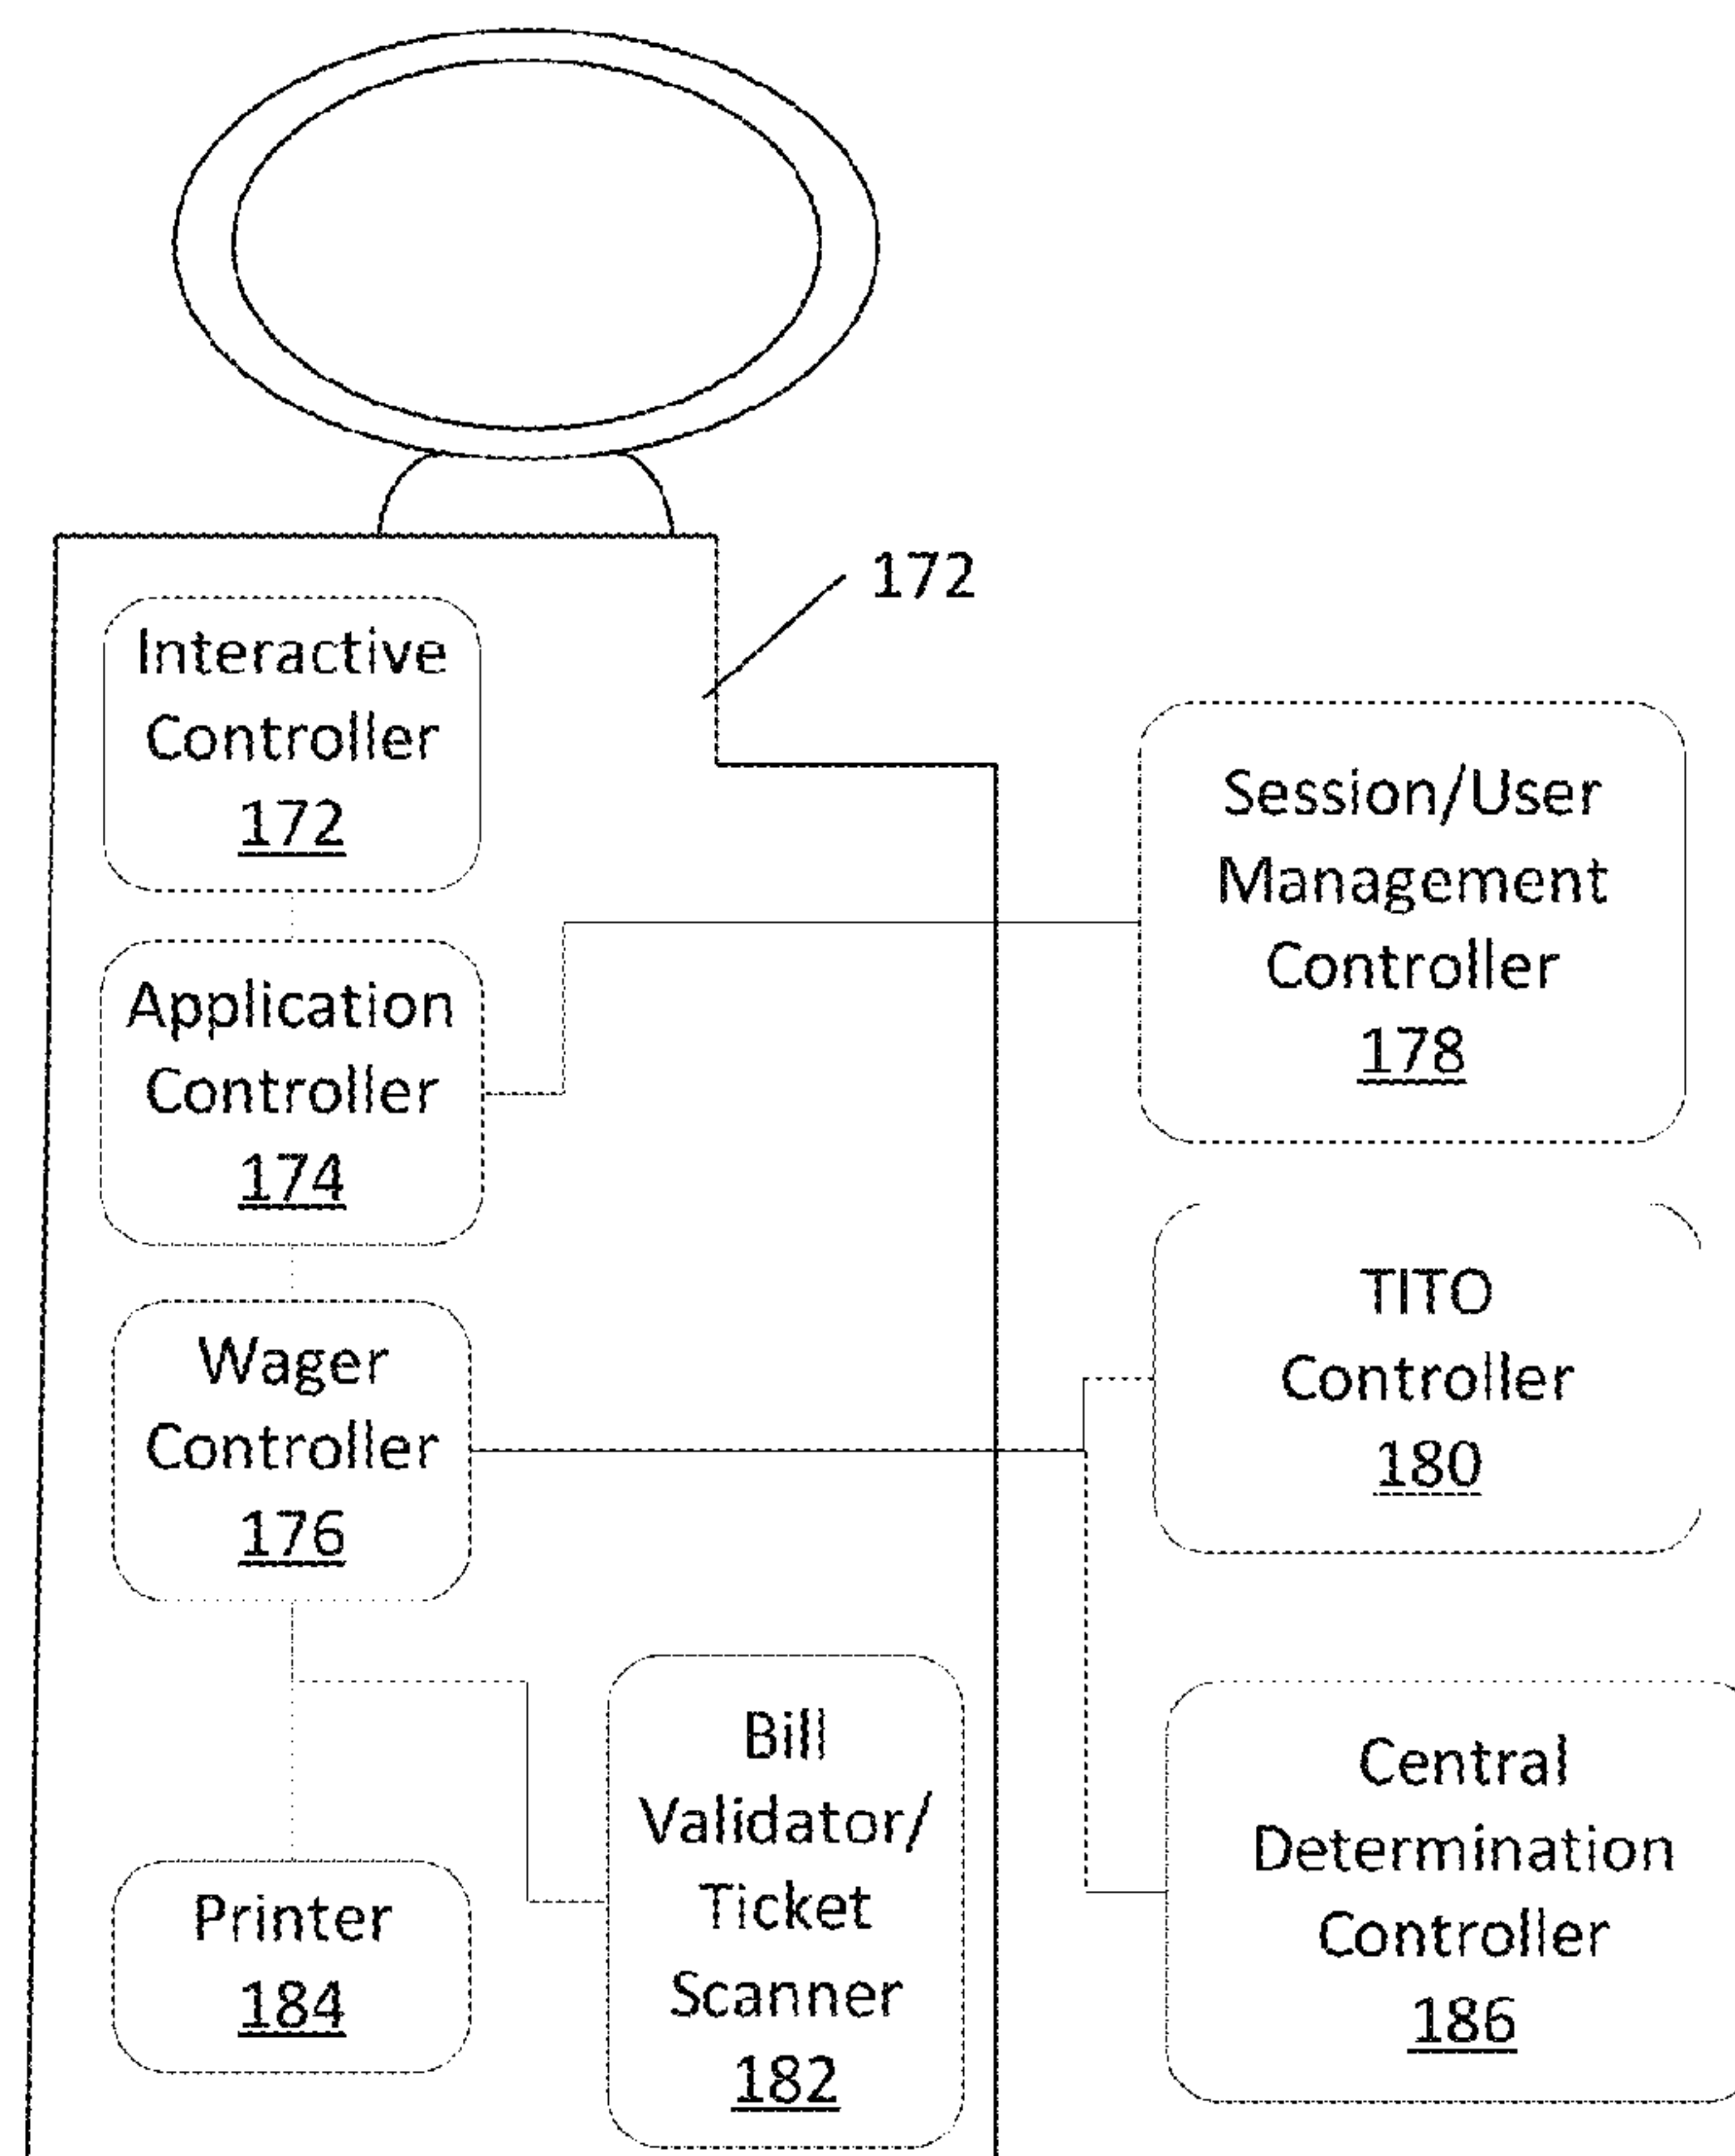 172
Interactive
Controller
172
Application
Controller
174
Wager
Controller
176
Printer
184
Bill
Validator/
Ticket
Scanner
182
Session/User
Management
Controller
178
TITO
Controller
180
Central
Determination
Controller
186